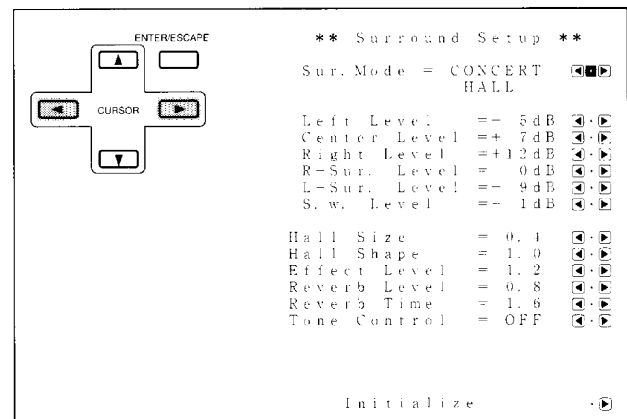 ENTER/ESCAPE
CURSOR
** Surround Setup **
Sur.Mode = CONCERT
HALL
Left Level =- 5dB
Center Level =+ 7dB
Right Level =+12dB
R-Sur. Level = 0dB
L-Sur. Level =- 9dB
S.w. Level =- 1dB
Hall Size = 0.4
Hall Shape = 1.0
Effect Level = 1.2
Reverb Level = 0.8
Reverb Time = 1.6
Tone Control = OFF
Initialize